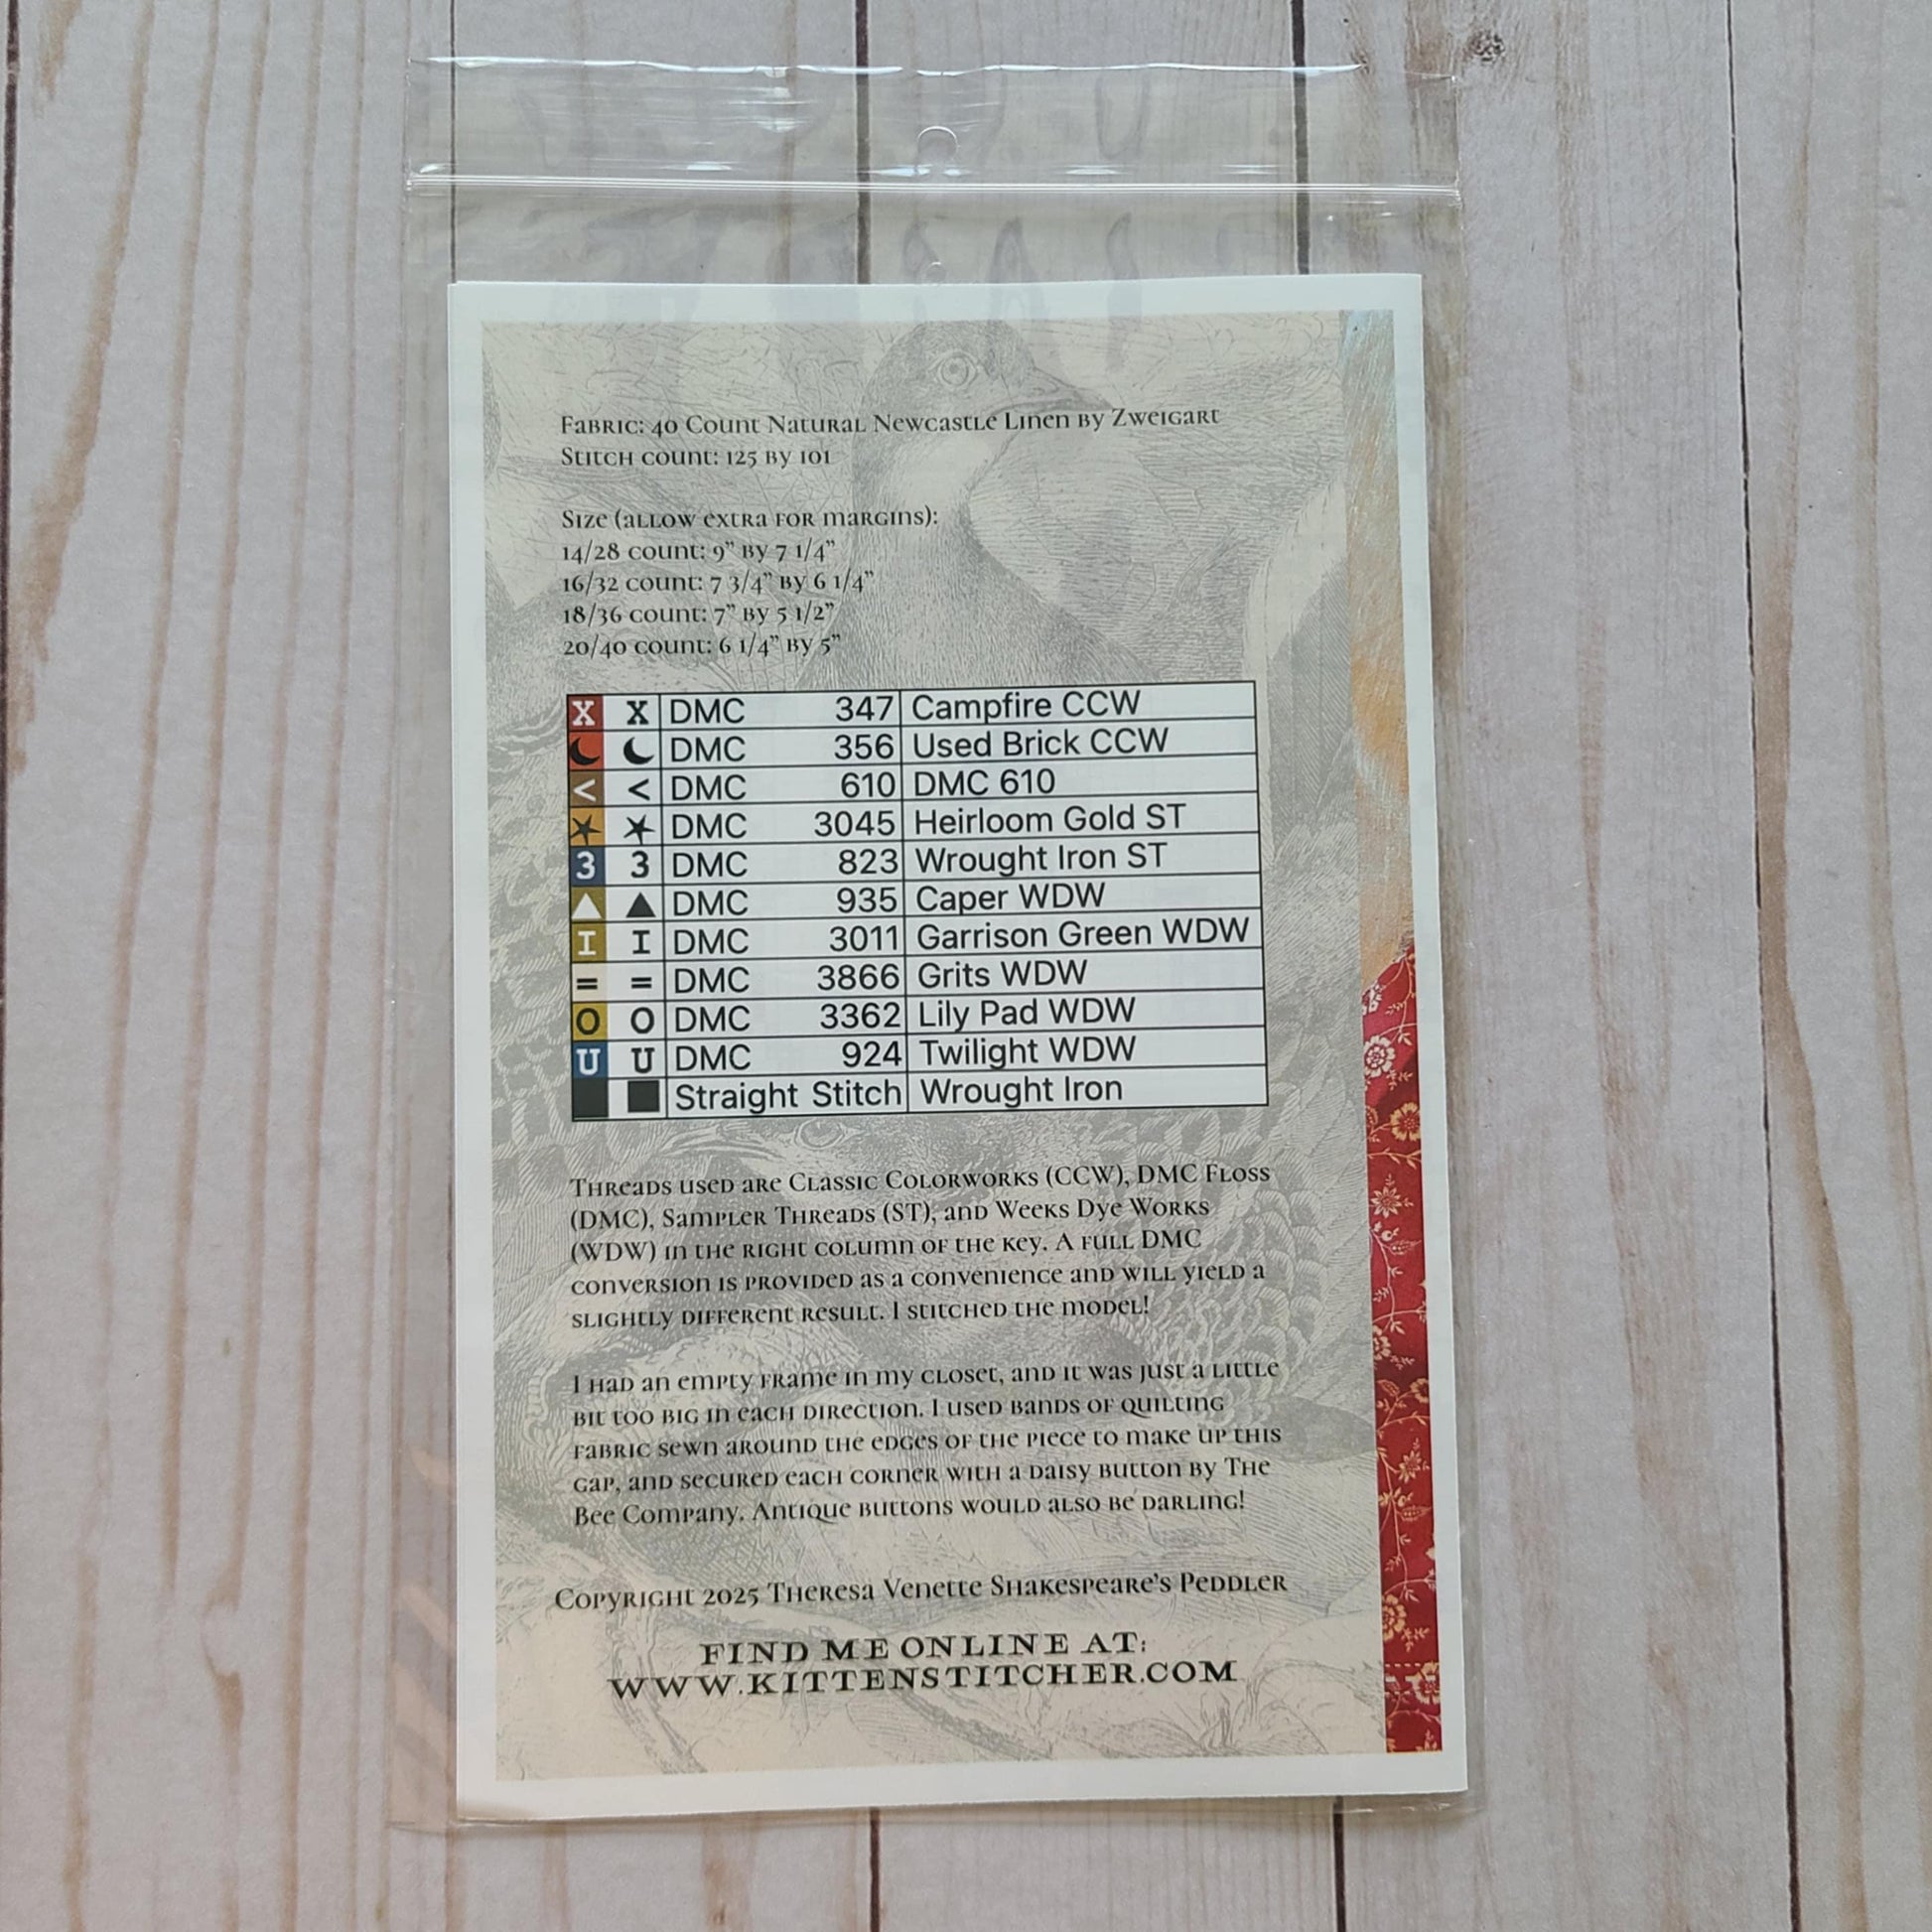 Fabric: 40 Count Natural Newcastle Linen by Zweigart
Stitch count: 125 by 101
Size (allow extra for margins):
14/28 count: 9" by 7 1/4"
16/32 count: 7 3/4" by 6 1/4"
18/36 count: 7" by 5 1/2"
20/40 count: 6 1/4" by 5"
X X DMC 347 Campfire CCW
DMC 356 Used Brick CCW
< < DMC 610 DMC 610
DMC 3045 Heirloom Gold ST
3 3 DMC 823 Wrought Iron ST
DMC 935 Caper WDW
I I DMC 3011 Garrison Green WDW
= = DMC 3866 Grits WDW
O O DMC 3362 Lily Pad WDW
U U DMC 924 Twilight WDW
Straight Stitch Wrought Iron
Threads used are Classic Colorworks (CCW), DMC Floss
(DMC), Sampler Threads (ST), and Weeks Dye Works
(WDW) in the right column of the key. A full DMC
conversion is provided as a convenience and will yield a
slightly different result. I stitched the model!
I had an empty frame in my closet, and it was just a little
bit too big in each direction. I used bands of quilting
fabric sewn around the edges of the piece to make up this
gap, and secured each corner with a daisy button by The
Bee Company. Antique buttons would also be darling!
Copyright 2025 Theresa Venette Shakespeare's Peddler
FIND ME ONLINE AT:
WWW.KITTENSTITCHER.COM